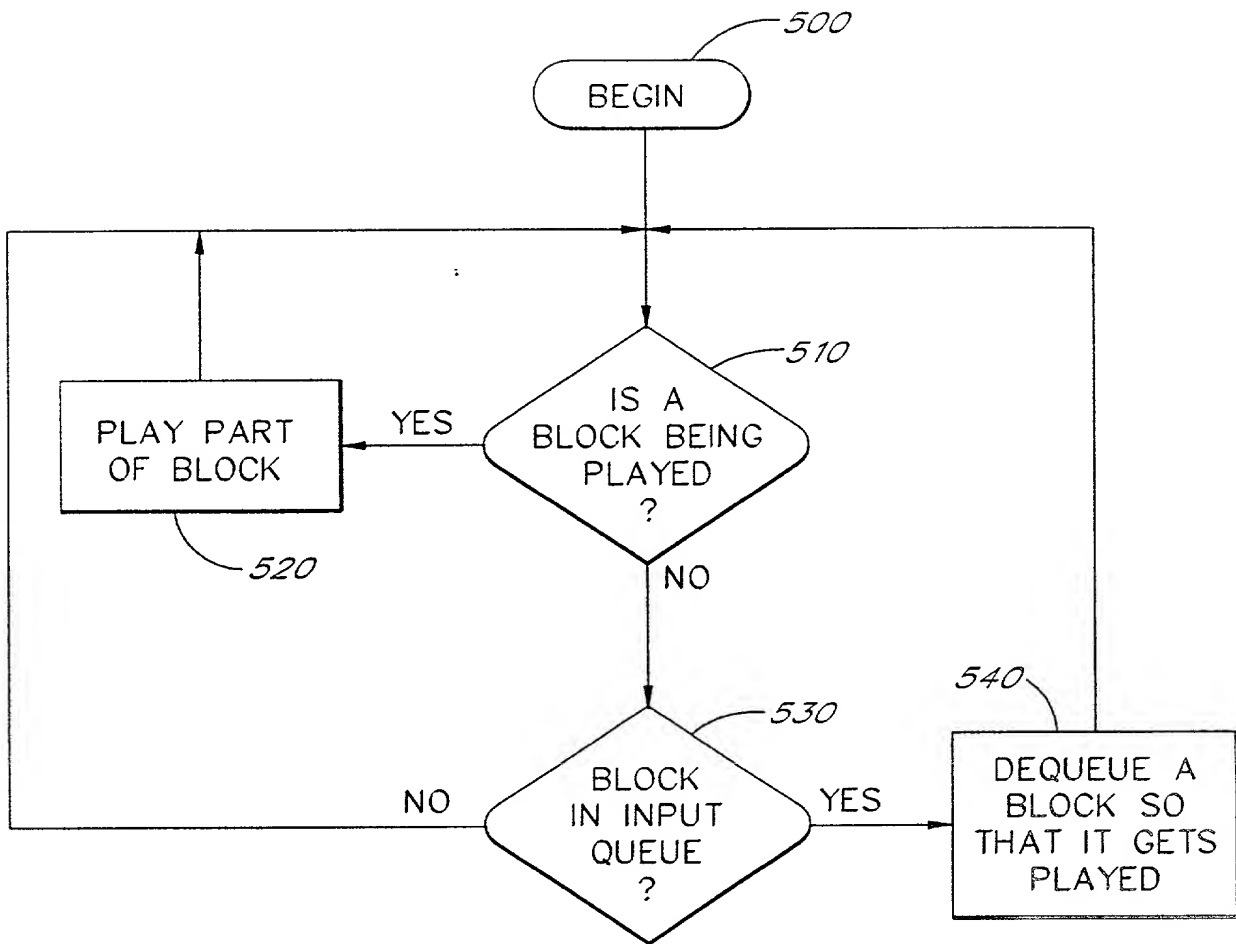 500
BEGIN
510
IS A
BLOCK BEING
PLAYED
?
YES
PLAY PART
OF BLOCK
520
NO
530
BLOCK
IN INPUT
QUEUE
?
NO
YES
540
DEQUEUE A
BLOCK SO
THAT IT GETS
PLAYED